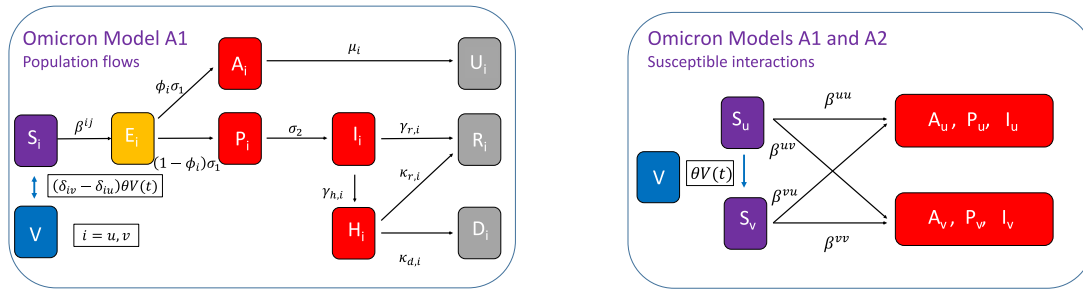 Omicron Model A1
Population flows
A_i
μ_i
U_i
ϕ_iσ_1
S_i
β^{ij}
E_i
P_i
σ_2
I_i
γ_{r,i}
R_i
(1 − ϕ_i)σ_1
(δ_{iv} − δ_{iu})θV(t)
γ_{h,i}
κ_{r,i}
V
i = u, v
H_i
D_i
κ_{d,i}
Omicron Models A1 and A2
Susceptible interactions
β^{uu}
S_u
A_u, P_u, I_u
β^{uv}
V
θV(t)
β^{vu}
S_v
A_v, P_v, I_v
β^{vv}